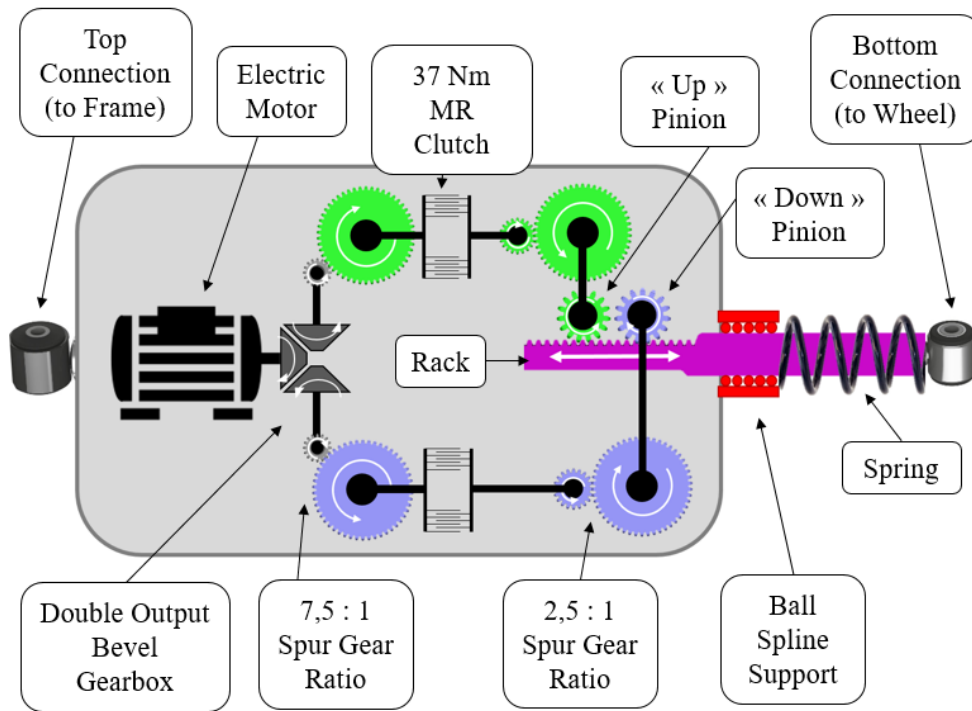 Top
Connection
(to Frame)
Electric
Motor
37 Nm
MR
Clutch
« Up »
Pinion
Bottom
Connection
(to Wheel)
« Down »
Pinion
Rack
Spring
Double Output
Bevel
Gearbox
7,5 : 1
Spur Gear
Ratio
2,5 : 1
Spur Gear
Ratio
Ball
Spline
Support